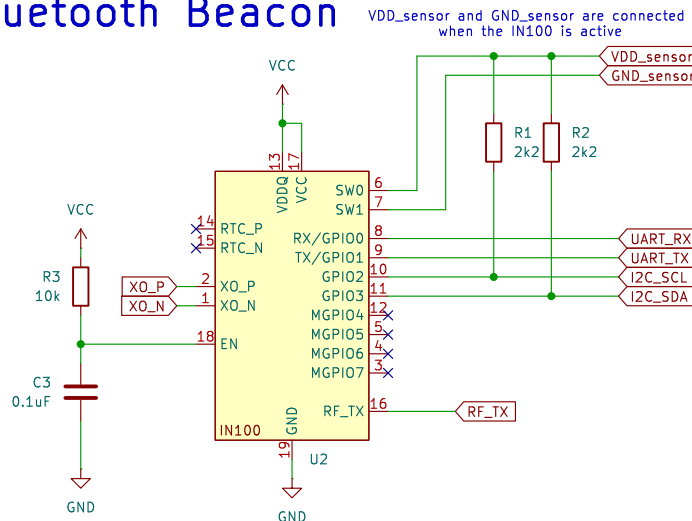 uetooth Beacon
VDD_sensor and GND_sensor are connected
when the IN100 is active
VCC
VDD_sensor
GND_sensor
R1
2k2
R2
2k2
13
17
VDDQ
VCC
SW0
6
SW1
7
VCC
14
RTC_P
15
RTC_N
RX/GPIO0
8
UART_RX
TX/GPIO1
9
UART_TX
R3
10k
XO_P
2
XO_P
GPIO2
10
I2C_SCL
XO_N
1
XO_N
GPIO3
11
I2C_SDA
MGPIO4
12
MGPIO5
5
18
EN
MGPIO6
4
MGPIO7
3
C3
0.1uF
RF_TX
16
RF_TX
GND
IN100
19
U2
GND
GND